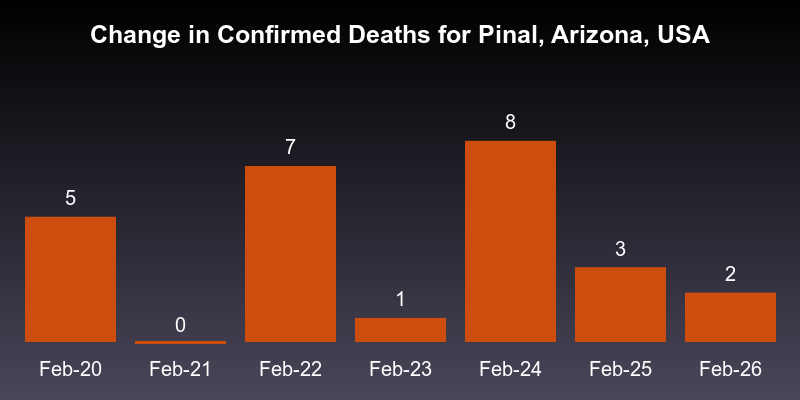 Change in Confirmed Deaths for Pinal, Arizona, USA
5
0
7
1
8
3
2
Feb-20
Feb-21
Feb-22
Feb-23
Feb-24
Feb-25
Feb-26